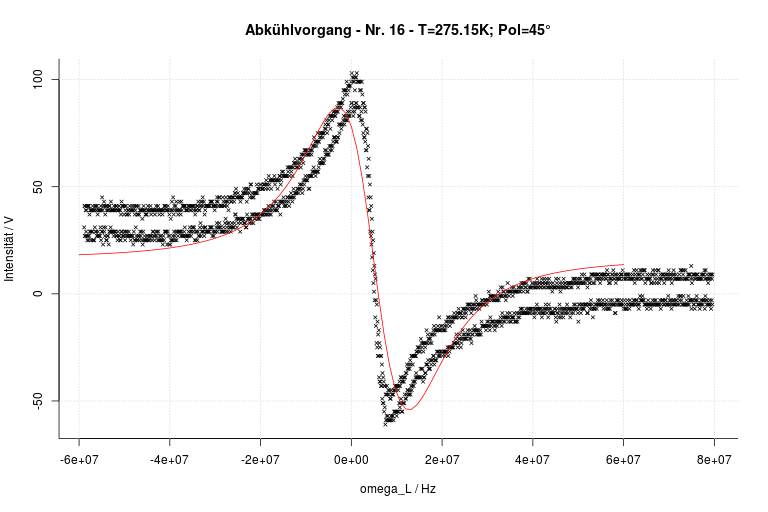 Abkühlvorgang - Nr. 16 - T=275.15K; Pol=45°
Intensität / V
100
50
0
-50
-6e+07 -4e+07 -2e+07 0e+00 2e+07 4e+07 6e+07 8e+07
omega_L / Hz